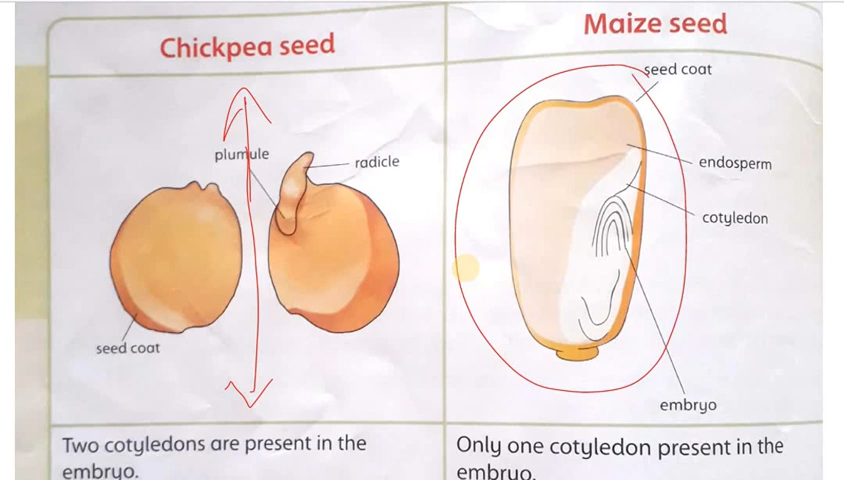 Chickpea seed
plumule
radicle
seed coat
Two cotyledons are present in the
embryo.
Maize seed
seed coat
endosperm
cotyledon
embryo
Only one cotyledon present in the
embryo.